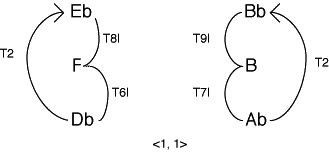 Eb Bb
T8I T9I
T2 T2
F B
T6I T7I
Db Ab
<1, 1>